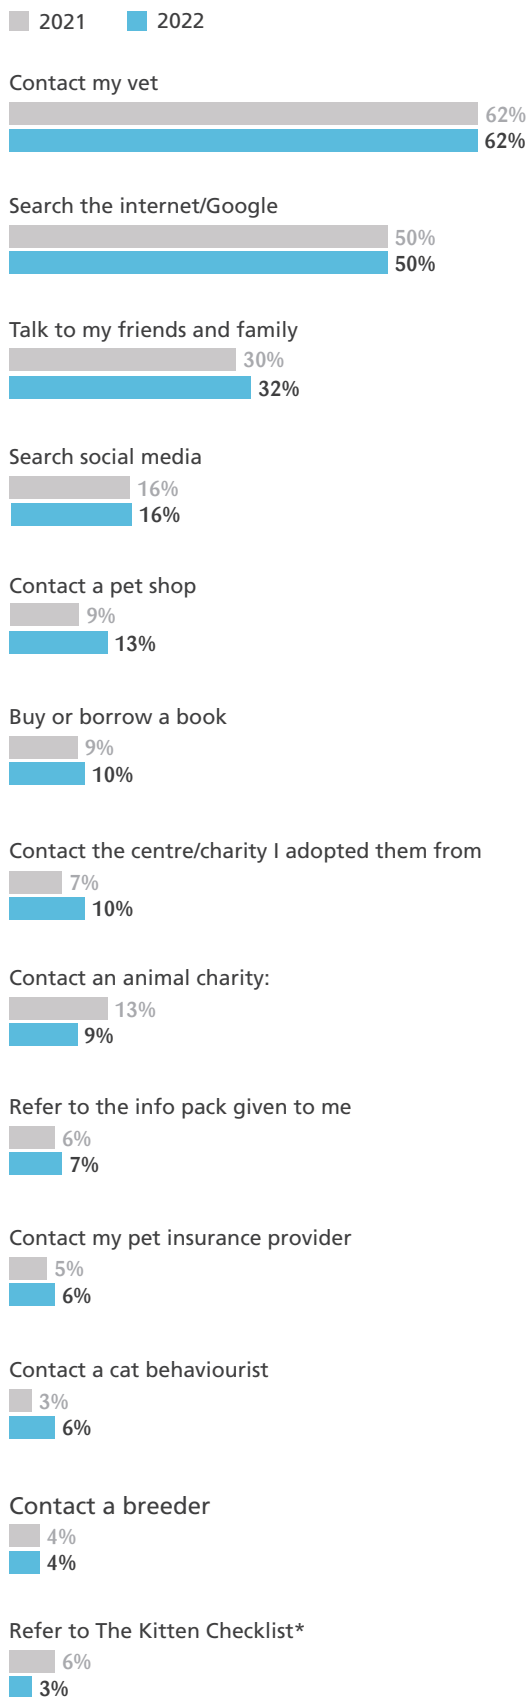 2021 2022
Contact my vet
62%
62%
Search the internet/Google
50%
50%
Talk to my friends and family
30%
32%
Search social media
16%
16%
Contact a pet shop
9%
13%
Buy or borrow a book
9%
10%
Contact the centre/charity I adopted them from
7%
10%
Contact an animal charity:
13%
9%
Refer to the info pack given to me
6%
7%
Contact my pet insurance provider
5%
6%
Contact a cat behaviourist
3%
6%
Contact a breeder
4%
4%
Refer to The Kitten Checklist*
6%
3%